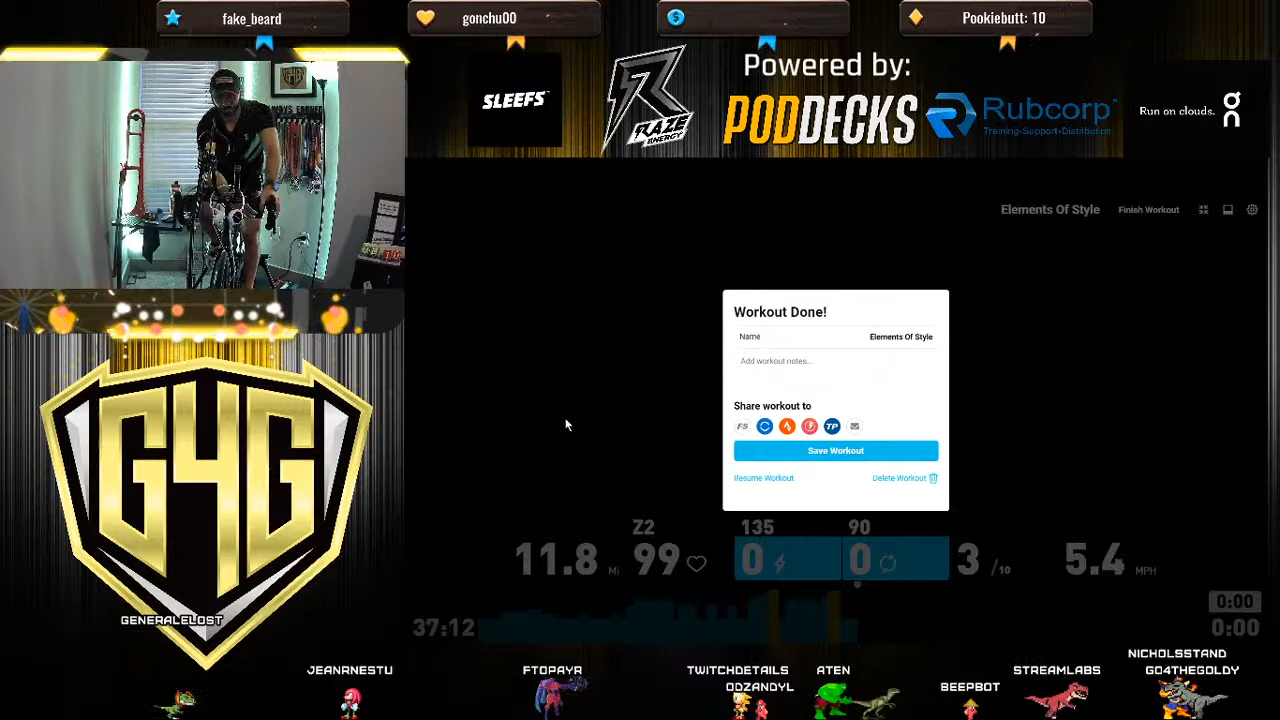 fake_beard
gonchu00
Pookiebutt: 10
SLEEFS
RAZE
ENERGY
Powered by:
PODDECKS
Rubcorp
Training•Support•Distribution
Run on clouds.
G4G
Elements Of Style
Finish Workout
Workout Done!
Name Elements Of Style
Add workout notes...
Share workout to
FS
TP
Save Workout
Resume Workout
Delete Workout
Z2
135
90
11.8 Mi
99
0
0
3 /10
5.4 MPH
37:12
0:00
0:00
G4G
GENERALELOST
JEANRNESTU
FTOPAYR
TWITCHDETAILS
ODZANDYL
ATEN
BEEPBOT
STREAMLABS
NICHOLSSTAND
GO4THEGOLDY